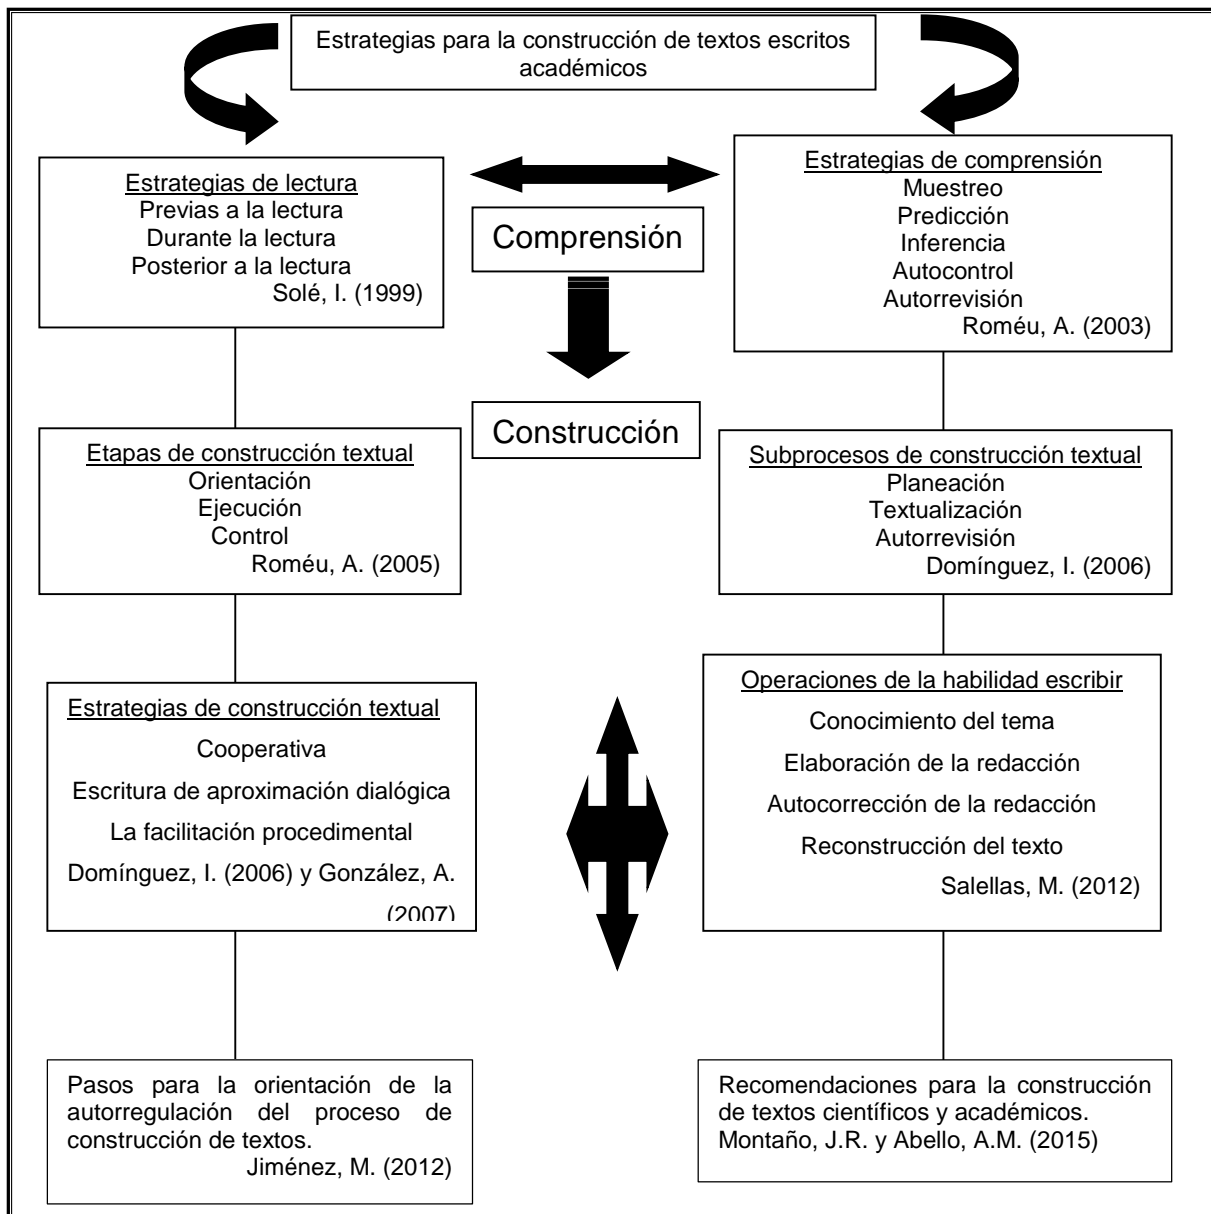 Estrategias para la construcción de textos escritos
académicos
Estrategias de lectura
Previas a la lectura
Durante la lectura
Posterior a la lectura
Solé, I. (1999)
Comprensión
Estrategias de comprensión
Muestreo
Predicción
Inferencia
Autocontrol
Autorrevisión
Roméu, A. (2003)
Construcción
Etapas de construcción textual
Orientación
Ejecución
Control
Roméu, A. (2005)
Subprocesos de construcción textual
Planeación
Textualización
Autorrevisión
Domínguez, I. (2006)
Estrategias de construcción textual
Cooperativa
Escritura de aproximación dialógica
La facilitación procedimental
Domínguez, I. (2006) y González, A.
(2007)
Operaciones de la habilidad escribir
Conocimiento del tema
Elaboración de la redacción
Autocorrección de la redacción
Reconstrucción del texto
Salellas, M. (2012)
Pasos para la orientación de la
autorregulación del proceso de
construcción de textos.
Jiménez, M. (2012)
Recomendaciones para la construcción
de textos científicos y académicos.
Montaño, J.R. y Abello, A.M. (2015)